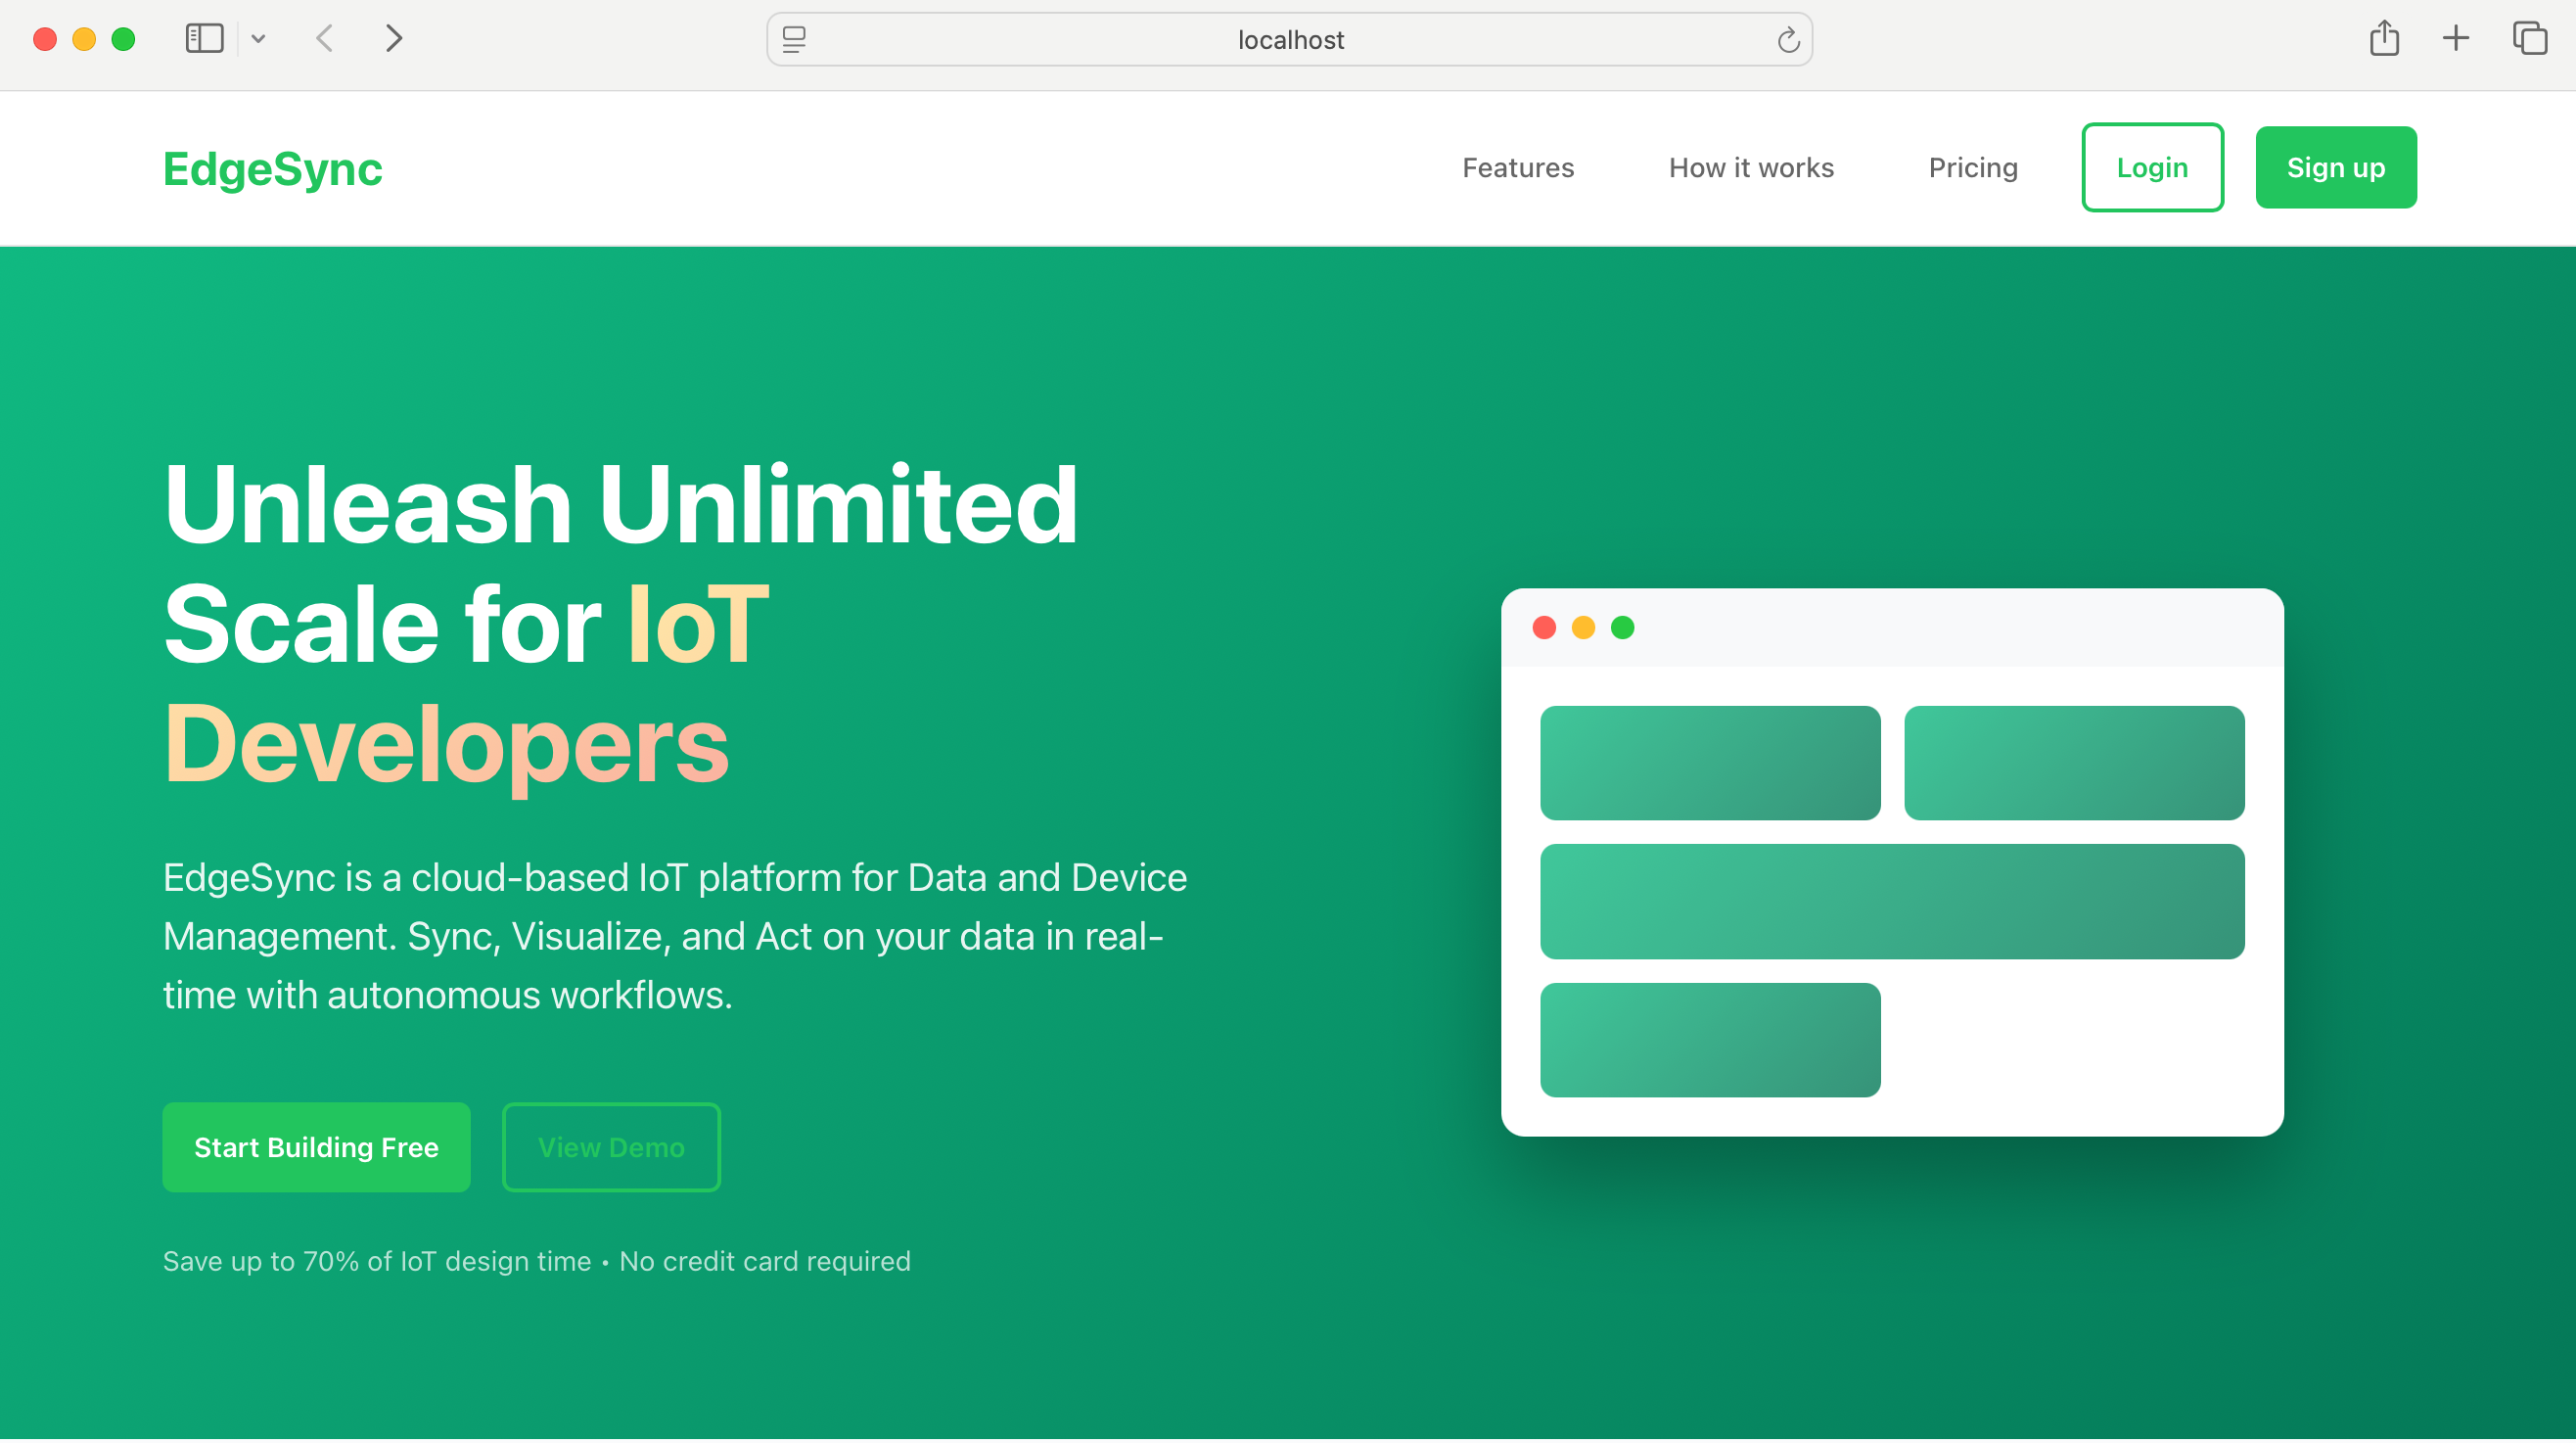 localhost
EdgeSync
Features
How it works
Pricing
Login
Sign up
Unleash Unlimited
Scale for IoT
Developers
EdgeSync is a cloud-based IoT platform for Data and Device
Management. Sync, Visualize, and Act on your data in real-
time with autonomous workflows.
Start Building Free
View Demo
Save up to 70% of IoT design time • No credit card required